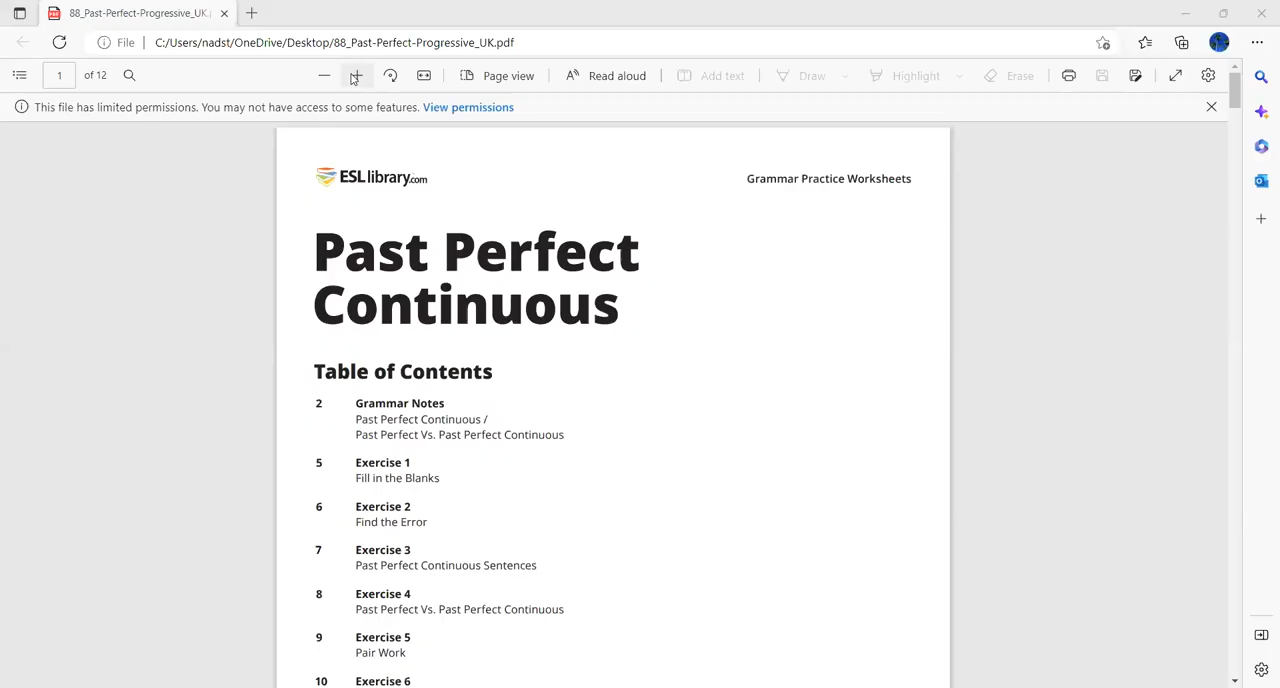 88_Past-Perfect-Progressive_UK.p
File C:/Users/nadst/OneDrive/Desktop/88_Past-Perfect-Progressive_UK.pdf
1 of 12 Page view Read aloud Add text Draw Highlight Erase
This file has limited permissions. You may not have access to some features. View permissions
ESL library.com Grammar Practice Worksheets
Past Perfect
Continuous
Table of Contents
2 Grammar Notes
Past Perfect Continuous /
Past Perfect Vs. Past Perfect Continuous
5 Exercise 1
Fill in the Blanks
6 Exercise 2
Find the Error
7 Exercise 3
Past Perfect Continuous Sentences
8 Exercise 4
Past Perfect Vs. Past Perfect Continuous
9 Exercise 5
Pair Work
10 Exercise 6